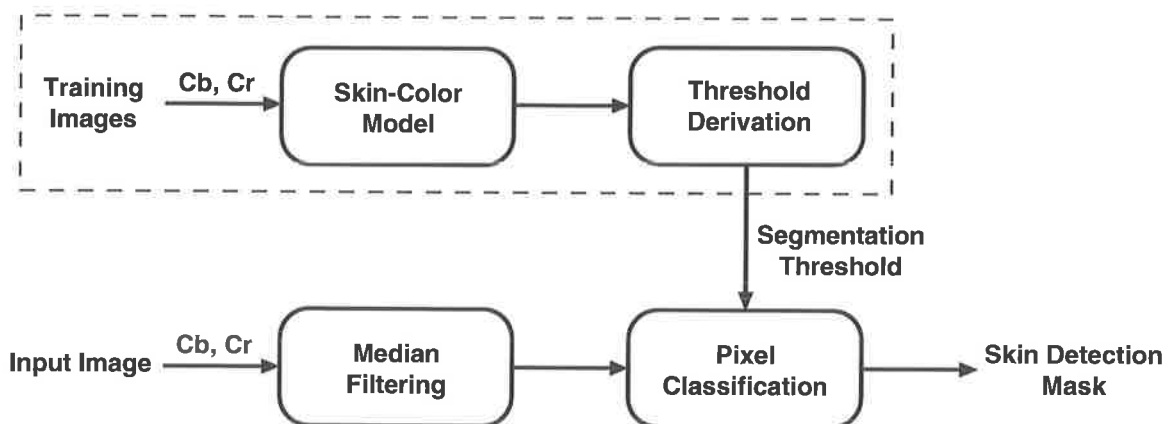 Training
Images
Cb, Cr
Skin-Color
Model
Threshold
Derivation
Segmentation
Threshold
Input Image
Cb, Cr
Median
Filtering
Pixel
Classification
Skin Detection
Mask